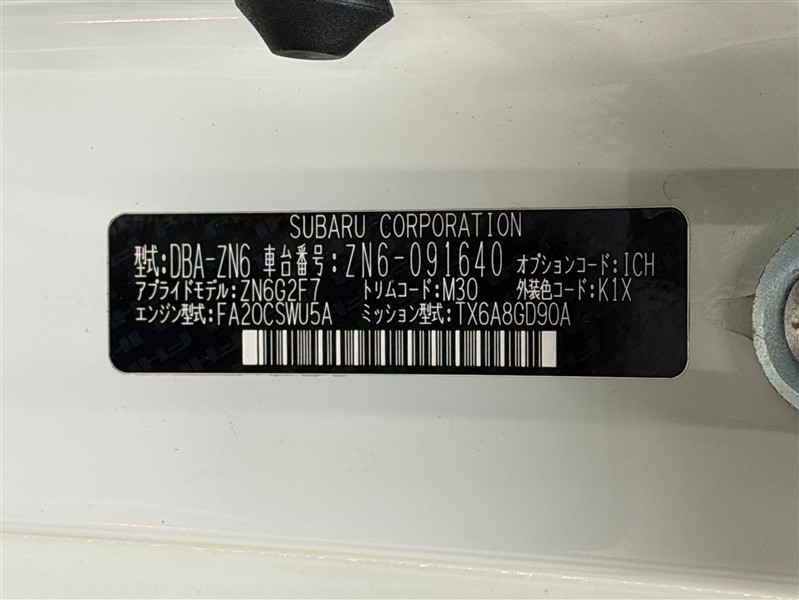 SUBARU CORPORATION
型式:DBA-ZN6 車台番号:ZN6-091640 オプションコード:ICH
アプライドモデル:ZN6G2F7 トリムコード:M30 外装色コード:K1X
エンジン型式:FA20CSWU5A ミッション型式:TX6A8GD90A